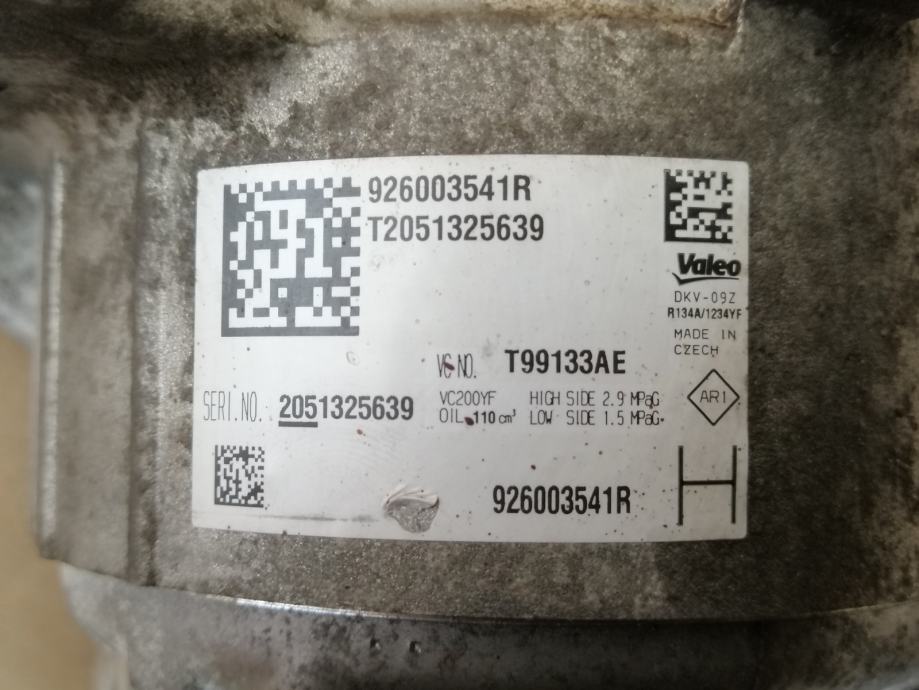 926003541R
T2051325639
Valeo
DKV-09Z
R134A/1234YF
MADE IN
CZECH
VC NO. T99133AE
SERI.NO. 2051325639
VC200YF HIGH SIDE 2.9 MPaG
OIL 110 cm³ LOW SIDE 1.5 MPaG
AR1
926003541R
H